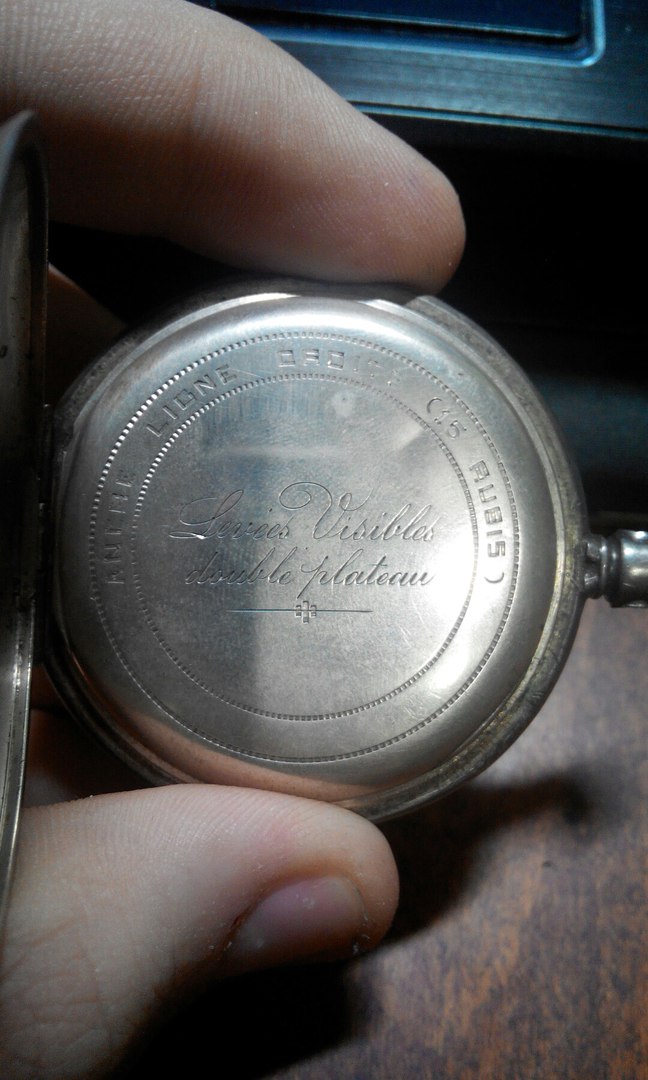 ANCRE LIGNE DROITE (15 RUBIS)
Levées Visibles
double plateau